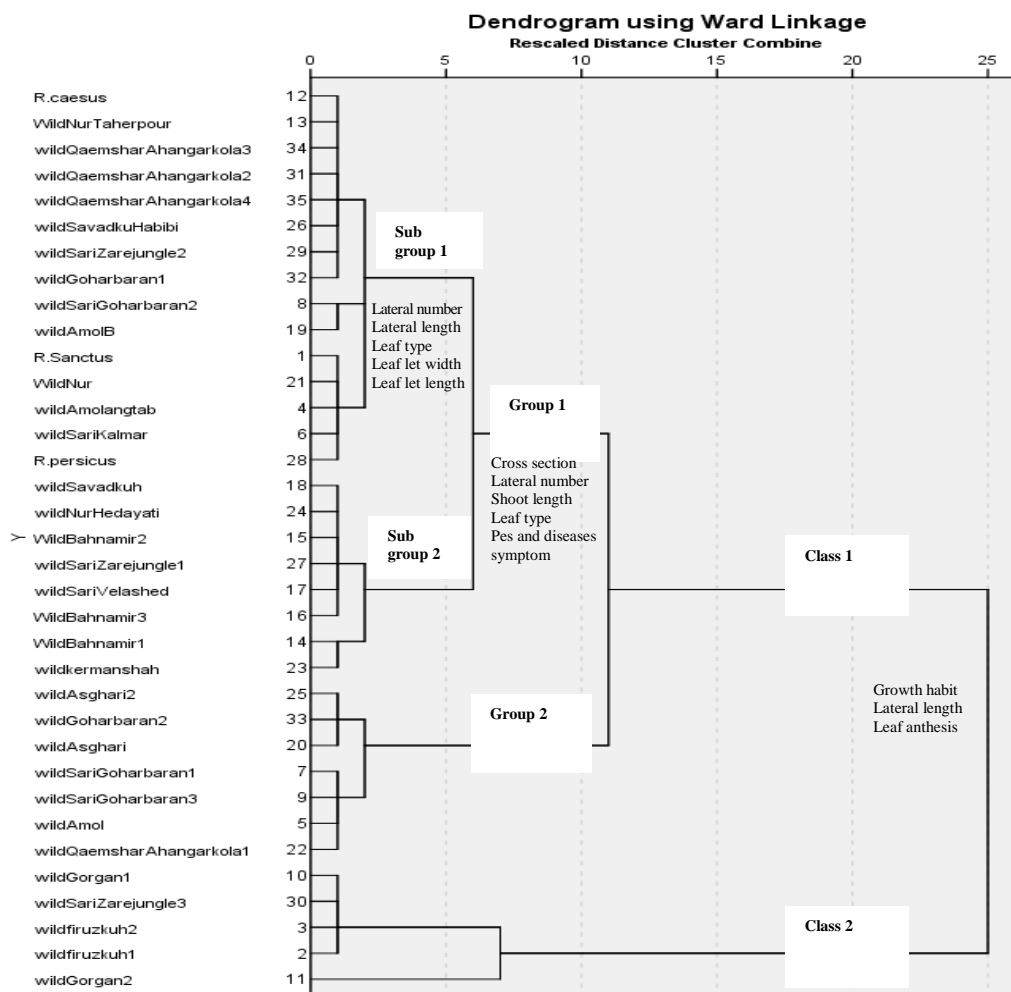 Dendrogram using Ward Linkage
Rescaled Distance Cluster Combine
0 5 10 15 20 25
R.caesus 12
WildNurTaherpour 13
wildQaemsharAhangarkola3 34
wildQaemsharAhangarkola2 31
wildQaemsharAhangarkola4 35
wildSavadkuHabibi 26
wildSariZarejungle2 29
wildGoharbaran1 32
wildSariGoharbaran2 8
wildAmolB 19
R.Sanctus 1
WildNur 21
wildAmolangtab 4
wildSariKalmar 6
R.persicus 28
wildSavadkuh 18
wildNurHedayati 24
WildBahnamir2 15
wildSariZarejungle1 27
wildSariVelashed 17
WildBahnamir3 16
WildBahnamir1 14
wildkermanshah 23
wildAsghari2 25
wildGoharbaran2 33
wildAsghari 20
wildSariGoharbaran1 7
wildSariGoharbaran3 9
wildAmol 5
wildQaemsharAhangarkola1 22
wildGorgan1 10
wildSariZarejungle3 30
wildfiruzkuh2 3
wildfiruzkuh1 2
wildGorgan2 11
Y
Sub
group 1
Lateral number
Lateral length
Leaf type
Leaf let width
Leaf let length
Sub
group 2
Group 1
Cross section
Lateral number
Shoot length
Leaf type
Pes and diseases
symptom
Group 2
Class 1
Growth habit
Lateral length
Leaf anthesis
Class 2